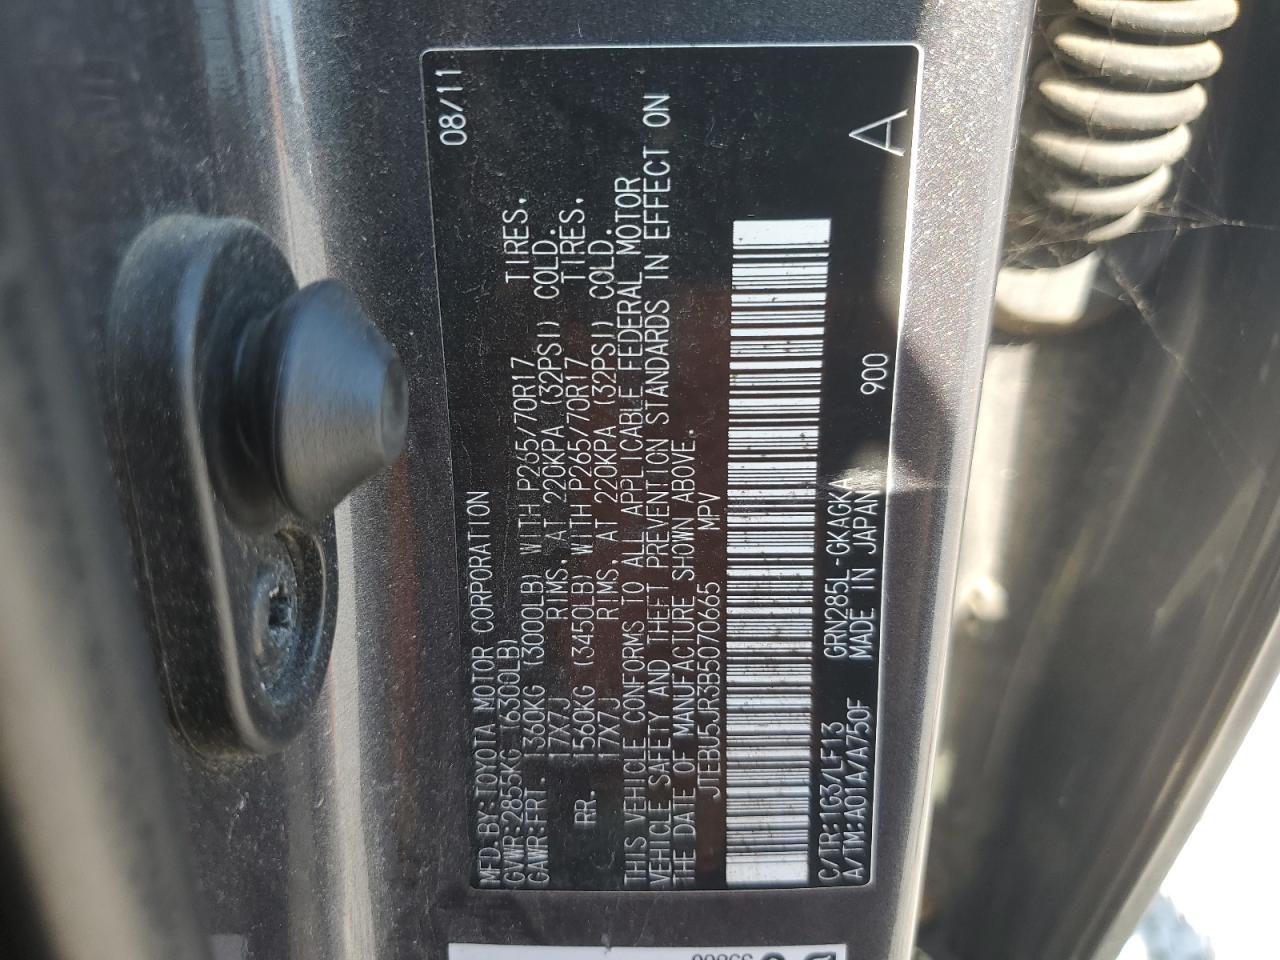 MFD.BY:TOYOTA MOTOR CORPORATION 08/11
GVWR:2855KG (6300LB)
GAWR:FRT. 1360KG (3000LB) WITH P265/70R17 TIRES.
17X7J RIMS, AT 220KPA (32PSI) COLD.
RR. 1560KG (3450LB) WITH P265/70R17 TIRES.
17X7J RIMS, AT 220KPA (32PSI) COLD.
THIS VEHICLE CONFORMS TO ALL APPLICABLE FEDERAL MOTOR
VEHICLE SAFETY AND THEFT PREVENTION STANDARDS IN EFFECT ON
THE DATE OF MANUFACTURE SHOWN ABOVE.
JTEBU5JR3B5070665 MPV
C/TR:1G3/LF13 GRN285L-GKAGKA 900 A
A/TM:A01A/A750F MADE IN JAPAN